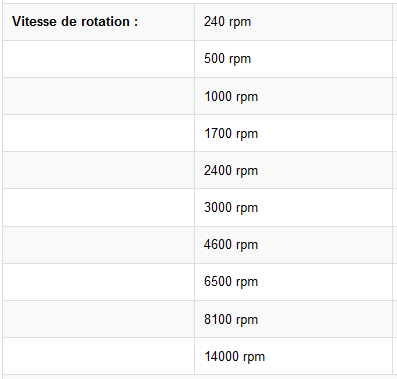 Vitesse de rotation : 240 rpm
500 rpm
1000 rpm
1700 rpm
2400 rpm
3000 rpm
4600 rpm
6500 rpm
8100 rpm
14000 rpm